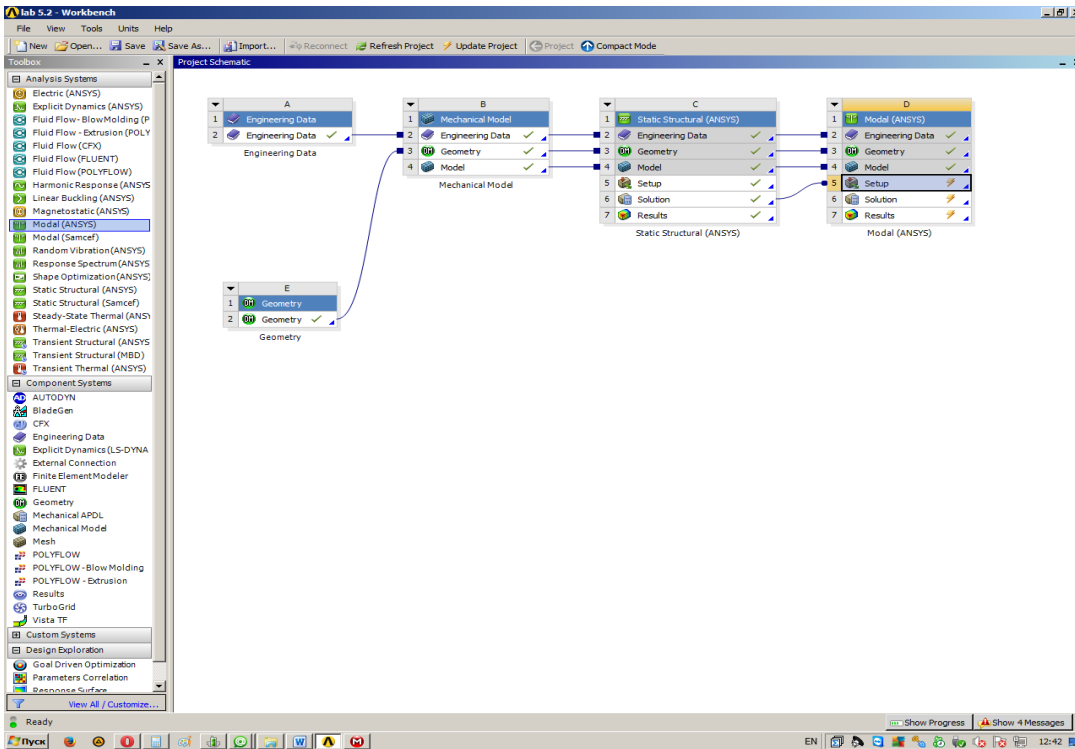 lab 5.2 - Workbench
File View Tools Units Help
New Open... Save Save As... Import... Reconnect Refresh Project Update Project Project Compact Mode
Toolbox
Project Schematic
Analysis Systems
Electric (ANSYS)
Explicit Dynamics (ANSYS)
Fluid Flow- BlowMolding (P
Fluid Flow - Extrusion (POLY
Fluid Flow (CFX)
Fluid Flow (FLUENT)
Fluid Flow (POLYFLOW)
Harmonic Response (ANSYS
Linear Buckling (ANSYS)
Magnetostatic (ANSYS)
Modal (ANSYS)
Modal (Samcef)
Random Vibration (ANSYS)
Response Spectrum (ANSYS
Shape Optimization (ANSYS)
Static Structural (ANSYS)
Static Structural (Samcef)
Steady-State Thermal (ANSY
Thermal-Electric (ANSYS)
Transient Structural (ANSYS
Transient Structural (MBD)
Transient Thermal (ANSYS)
Component Systems
AUTODYN
BladeGen
CFX
Engineering Data
Explicit Dynamics (LS-DYNA
External Connection
Finite Element Modeler
FLUENT
Geometry
Mechanical APDL
Mechanical Model
Mesh
POLYFLOW
POLYFLOW - Blow Molding
POLYFLOW - Extrusion
Results
TurboGrid
Vista TF
Custom Systems
Design Exploration
Goal Driven Optimization
Parameters Correlation
Response Surface
View All / Customize...
A
1 Engineering Data
2 Engineering Data
Engineering Data
B
1 Mechanical Model
2 Engineering Data
3 Geometry
4 Model
Mechanical Model
C
1 Static Structural (ANSYS)
2 Engineering Data
3 Geometry
4 Model
5 Setup
6 Solution
7 Results
Static Structural (ANSYS)
D
1 Modal (ANSYS)
2 Engineering Data
3 Geometry
4 Model
5 Setup
6 Solution
7 Results
Modal (ANSYS)
E
1 Geometry
2 Geometry
Geometry
Ready
Show Progress Show 4 Messages
Пуск
EN 12:42